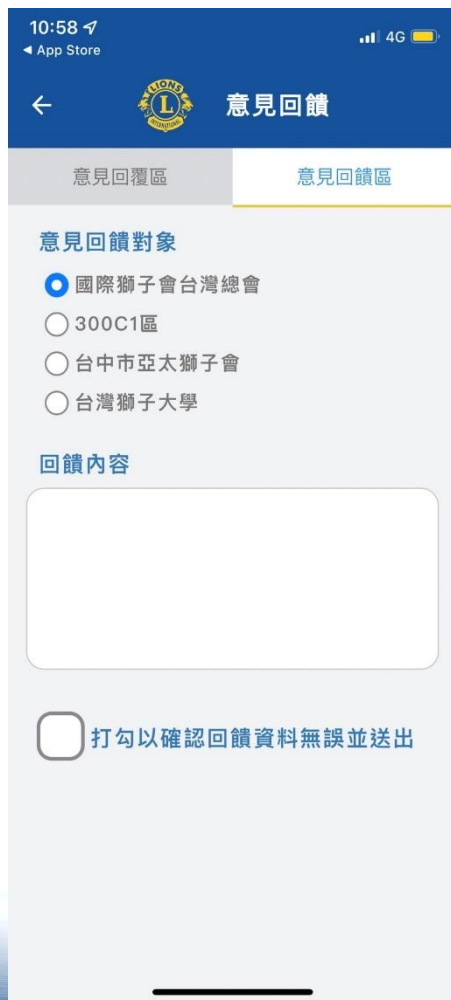 10:58
◀ App Store
4G
LIONS
L
INTERNATIONAL
意見回饋
意見回覆區
意見回饋區
意見回饋對象
國際獅子會台灣總會
300C1區
台中市亞太獅子會
台灣獅子大學
回饋內容
打勾以確認回饋資料無誤並送出